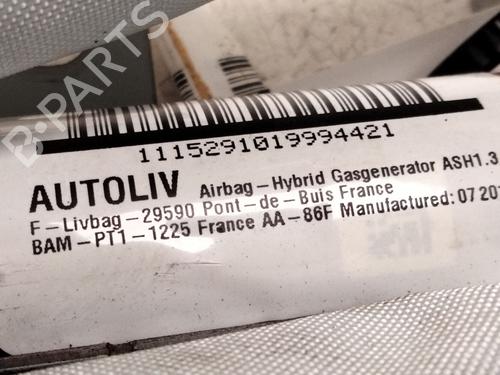 B-PARTS
1115291019994421
AUTOLIV Airbag-Hybrid Gasgenerator ASH1.3
F-Livbag-29590 Pont-de-Buis France
BAM-PT1-1225 France AA-86F Manufactured: 07 201